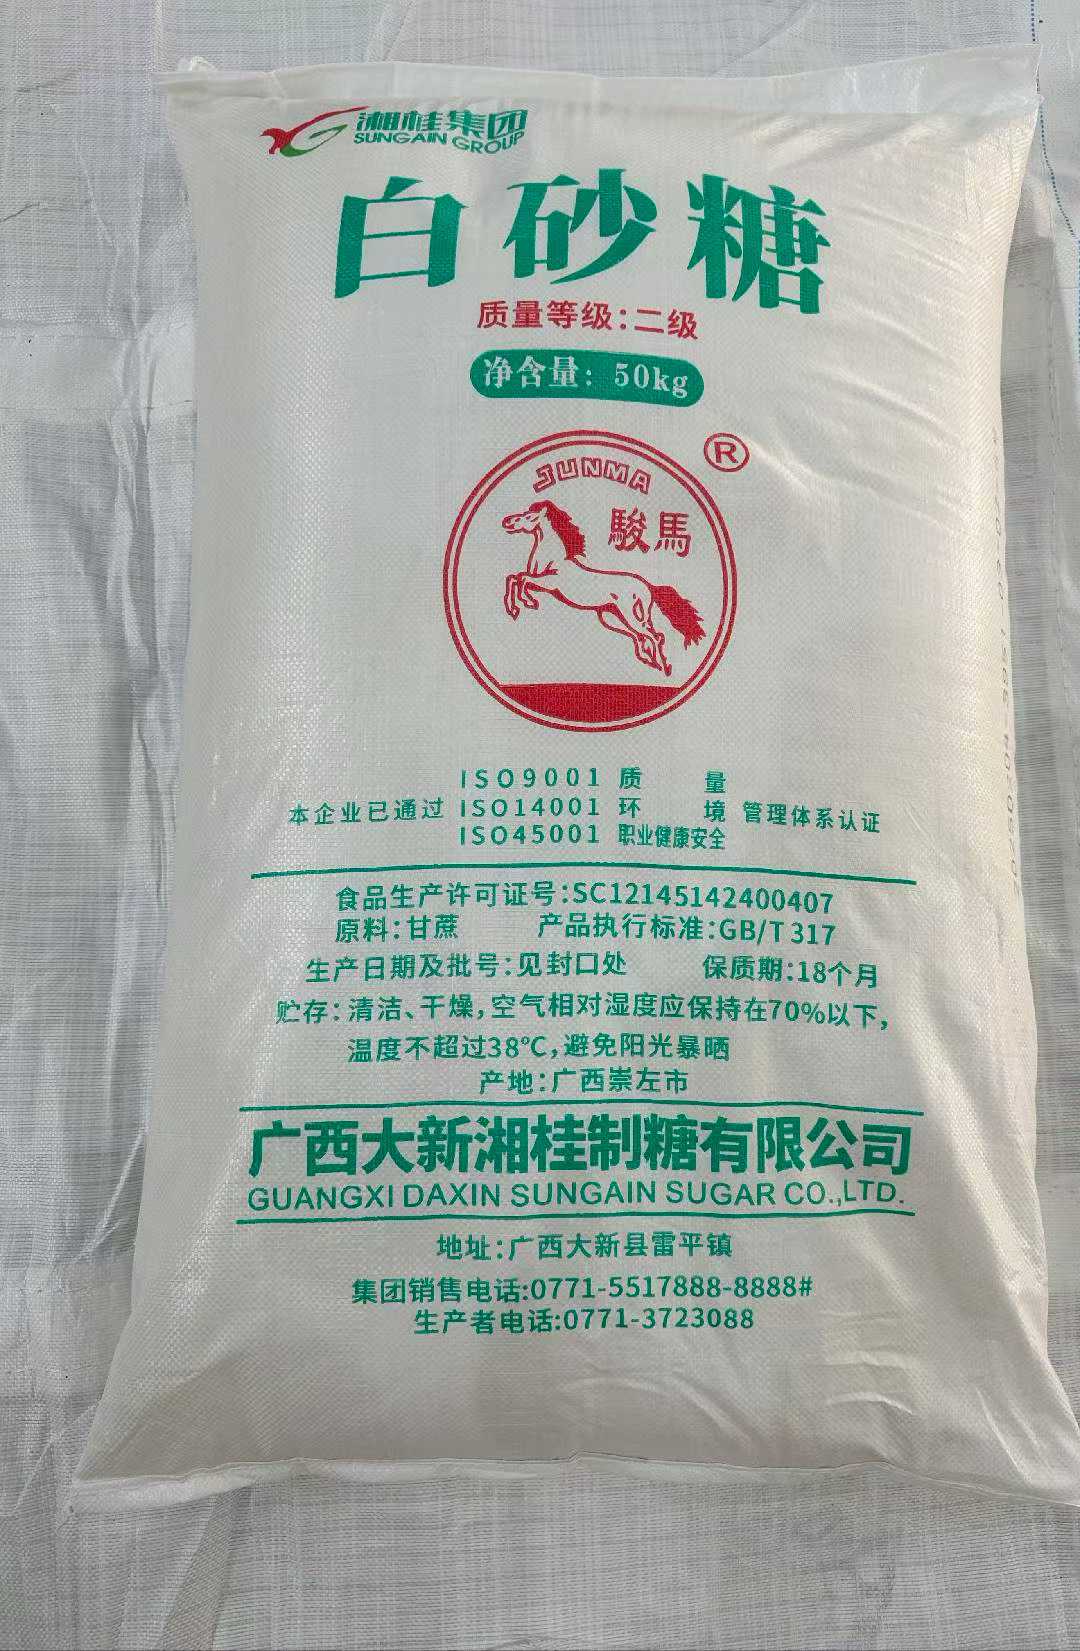 湘桂集团
SUNGAIN GROUP
白砂糖
质量等级:二级
净含量: 50kg
®
JUNMA
駿馬
ISO9001 质 量
本企业已通过 ISO14001 环 境 管理体系认证
ISO45001 职业健康安全
食品生产许可证号:SC12145142400407
原料:甘蔗 产品执行标准:GB/T 317
生产日期及批号:见封口处 保质期:18个月
贮存:清洁、干燥,空气相对湿度应保持在70%以下,
温度不超过38℃,避免阳光暴晒
产地:广西崇左市
广西大新湘桂制糖有限公司
GUANGXI DAXIN SUNGAIN SUGAR CO.,LTD.
地址:广西大新县雷平镇
集团销售电话:0771-5517888-8888#
生产者电话:0771-3723088